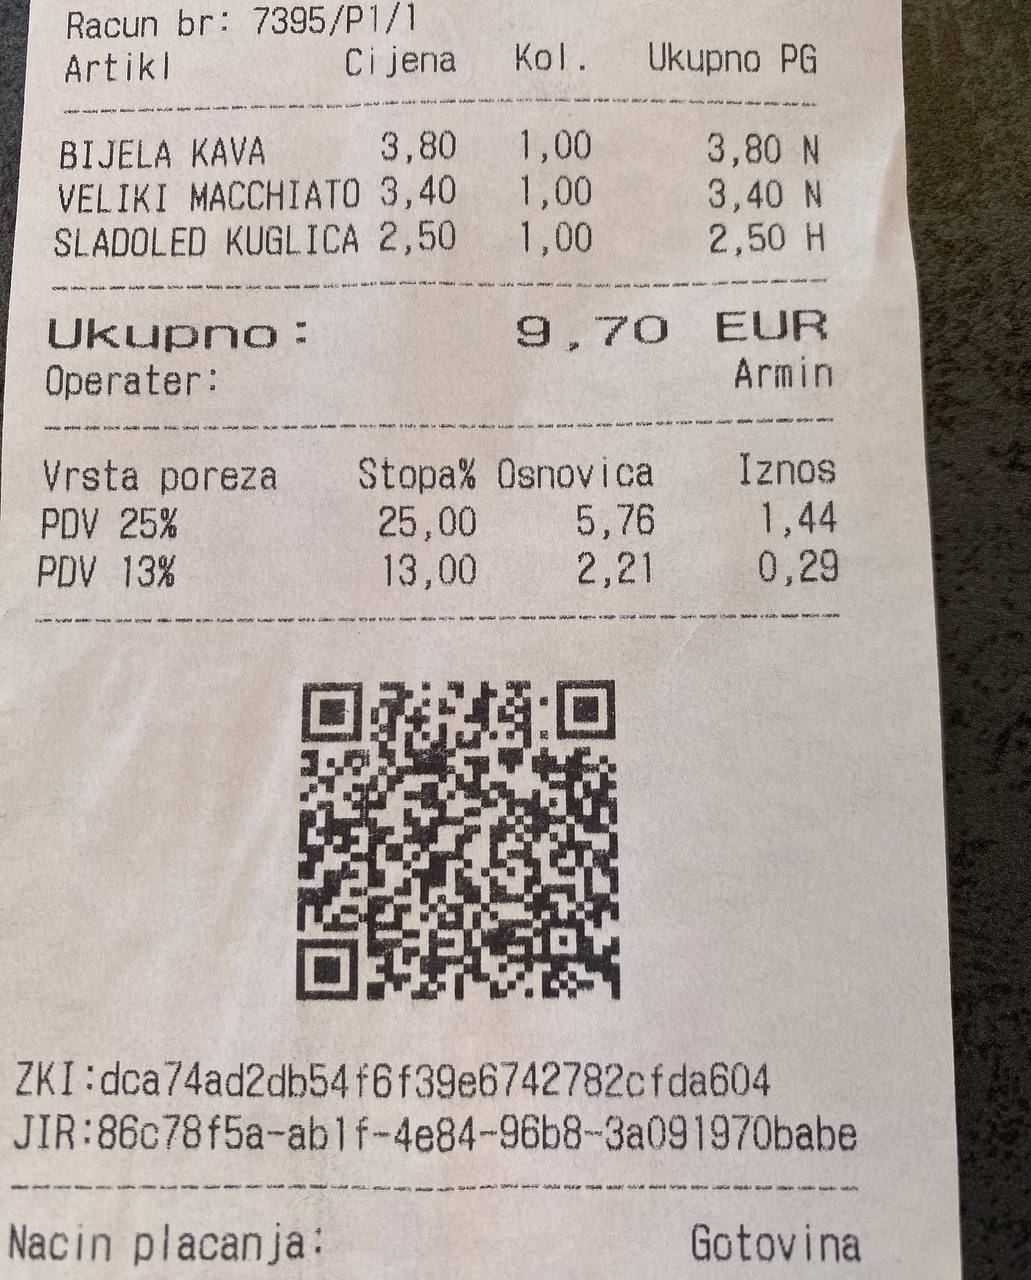 Racun br: 7395/P1/1
Artikl Cijena Kol. Ukupno PG
BIJELA KAVA 3,80 1,00 3,80 N
VELIKI MACCHIATO 3,40 1,00 3,40 N
SLADOLED KUGLICA 2,50 1,00 2,50 H
Ukupno: 9,70 EUR
Operater: Armin
Vrsta poreza Stopa% Osnovica Iznos
PDV 25% 25,00 5,76 1,44
PDV 13% 13,00 2,21 0,29
ZKI:dca74ad2db54f6f39e6742782cfda604
JIR:86c78f5a-ab1f-4e84-96b8-3a091970babe
Nacin placanja: Gotovina